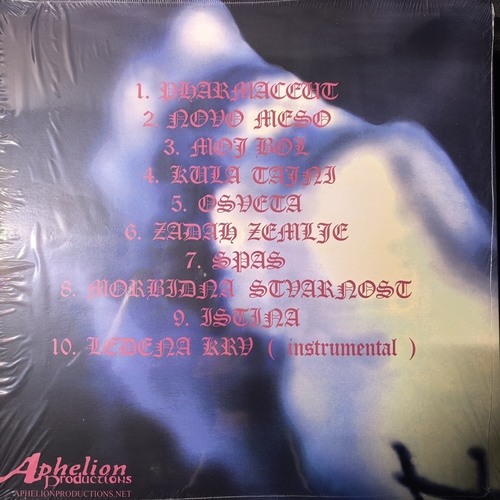 1. PHARMACEUT
2. NOVO MESO
3. MOJ BOL
4. KULA TAJNI
5. OSVETA
6. ZADAH ZEMLJE
7. SPAS
8. MORBIDNA STVARNOST
9. ISTINA
10. LEDENA KRV ( instrumental )
Aphelion
PRODUCTIONS
APHELIONPRODUCTIONS.NET